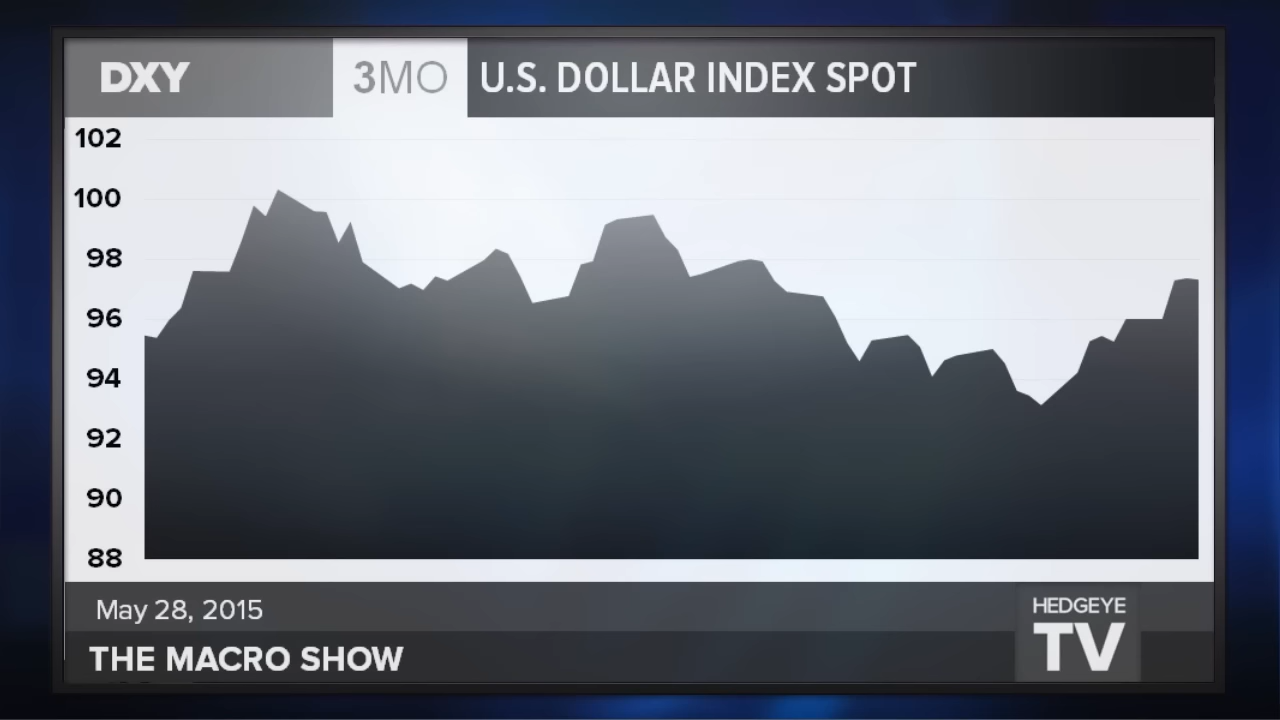 DXY 3MO U.S. DOLLAR INDEX SPOT
102
100
98
96
94
92
90
88
May 28, 2015
THE MACRO SHOW
HEDGEYE
TV